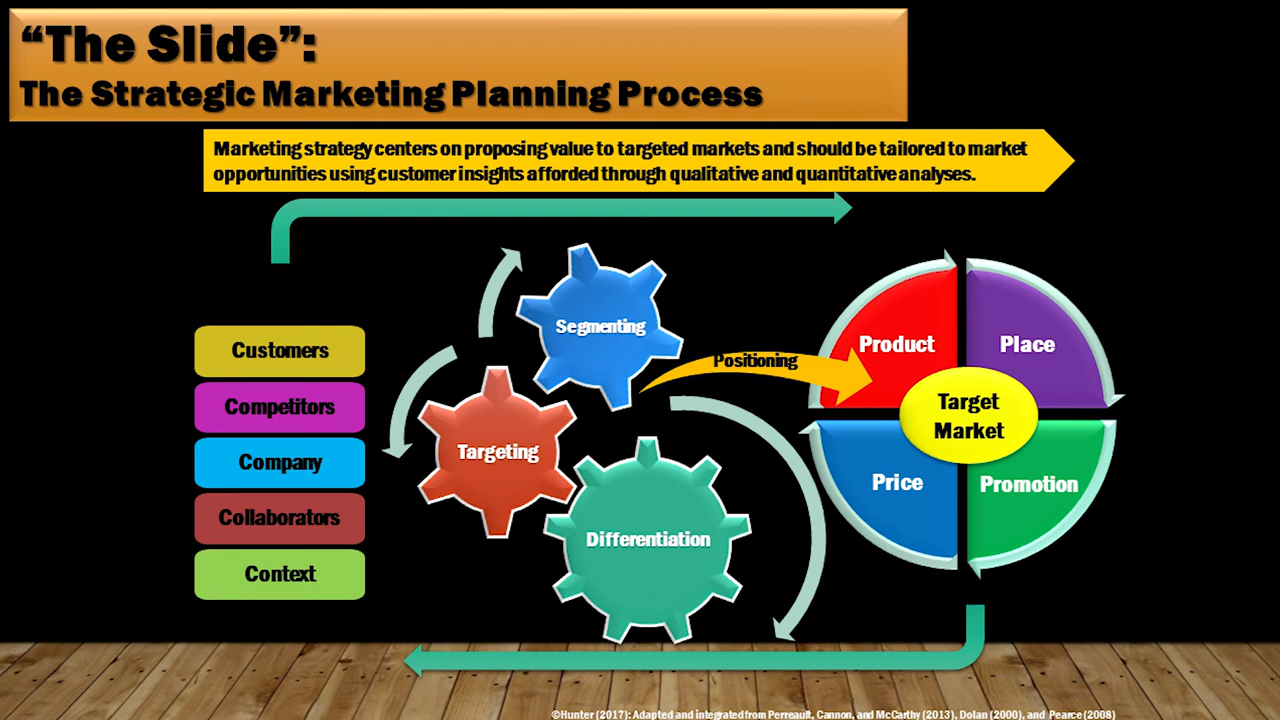 “The Slide”:
The Strategic Marketing Planning Process
Marketing strategy centers on proposing value to targeted markets and should be tailored to market
opportunities using customer insights afforded through qualitative and quantitative analyses.
Customers
Competitors
Company
Collaborators
Context
Segmenting
Targeting
Differentiation
Positioning
Product
Place
Target
Market
Price
Promotion
©Hunter (2017): Adapted and integrated from Perreault, Cannon, and McCarthy (2013), Dolan (2000), and Pearce (2008)